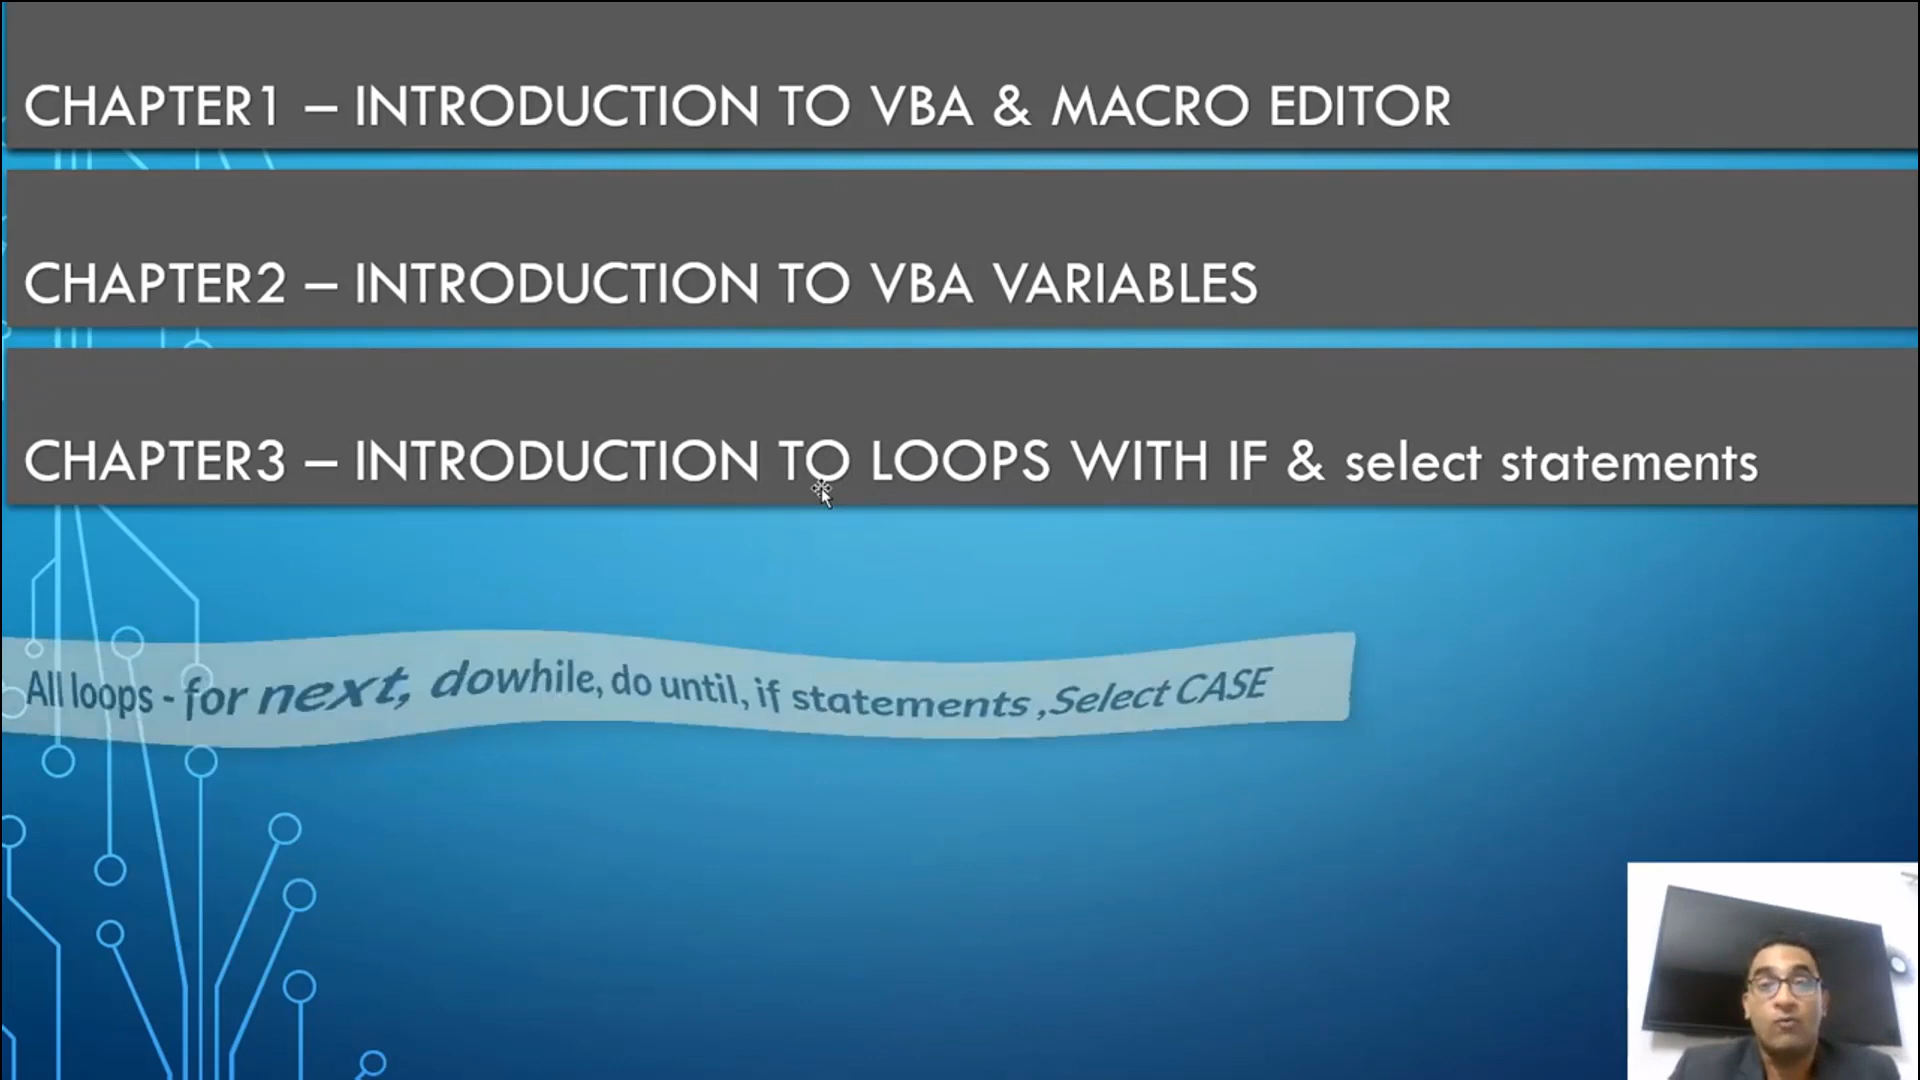 CHAPTER1 – INTRODUCTION TO VBA & MACRO EDITOR
CHAPTER2 – INTRODUCTION TO VBA VARIABLES
CHAPTER3 – INTRODUCTION TO LOOPS WITH IF & select statements
All loops - for next, dowhile, do until, if statements ,Select CASE